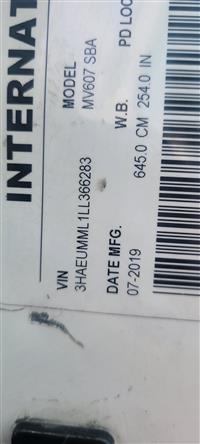 INTERNAT
MODEL
MV607 SBA
PD LOC
W.B.
645.0 CM 254.0 IN
VIN
3HAEUMML1LL366283
DATE MFG.
07-2019